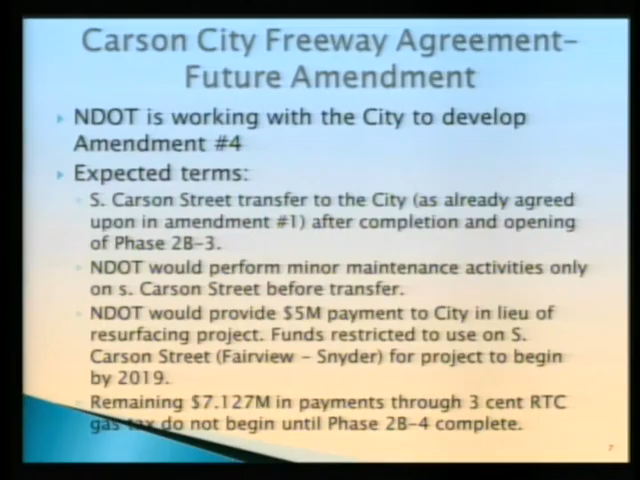 Carson City Freeway Agreement–
Future Amendment
NDOT is working with the City to develop
Amendment #4
Expected terms:
S. Carson Street transfer to the City (as already agreed
upon in amendment #1) after completion and opening
of Phase 2B-3.
NDOT would perform minor maintenance activities only
on s. Carson Street before transfer.
NDOT would provide $5M payment to City in lieu of
resurfacing project. Funds restricted to use on S.
Carson Street (Fairview – Snyder) for project to begin
by 2019.
Remaining $7.127M in payments through 3 cent RTC
gas tax do not begin until Phase 2B-4 complete.
7